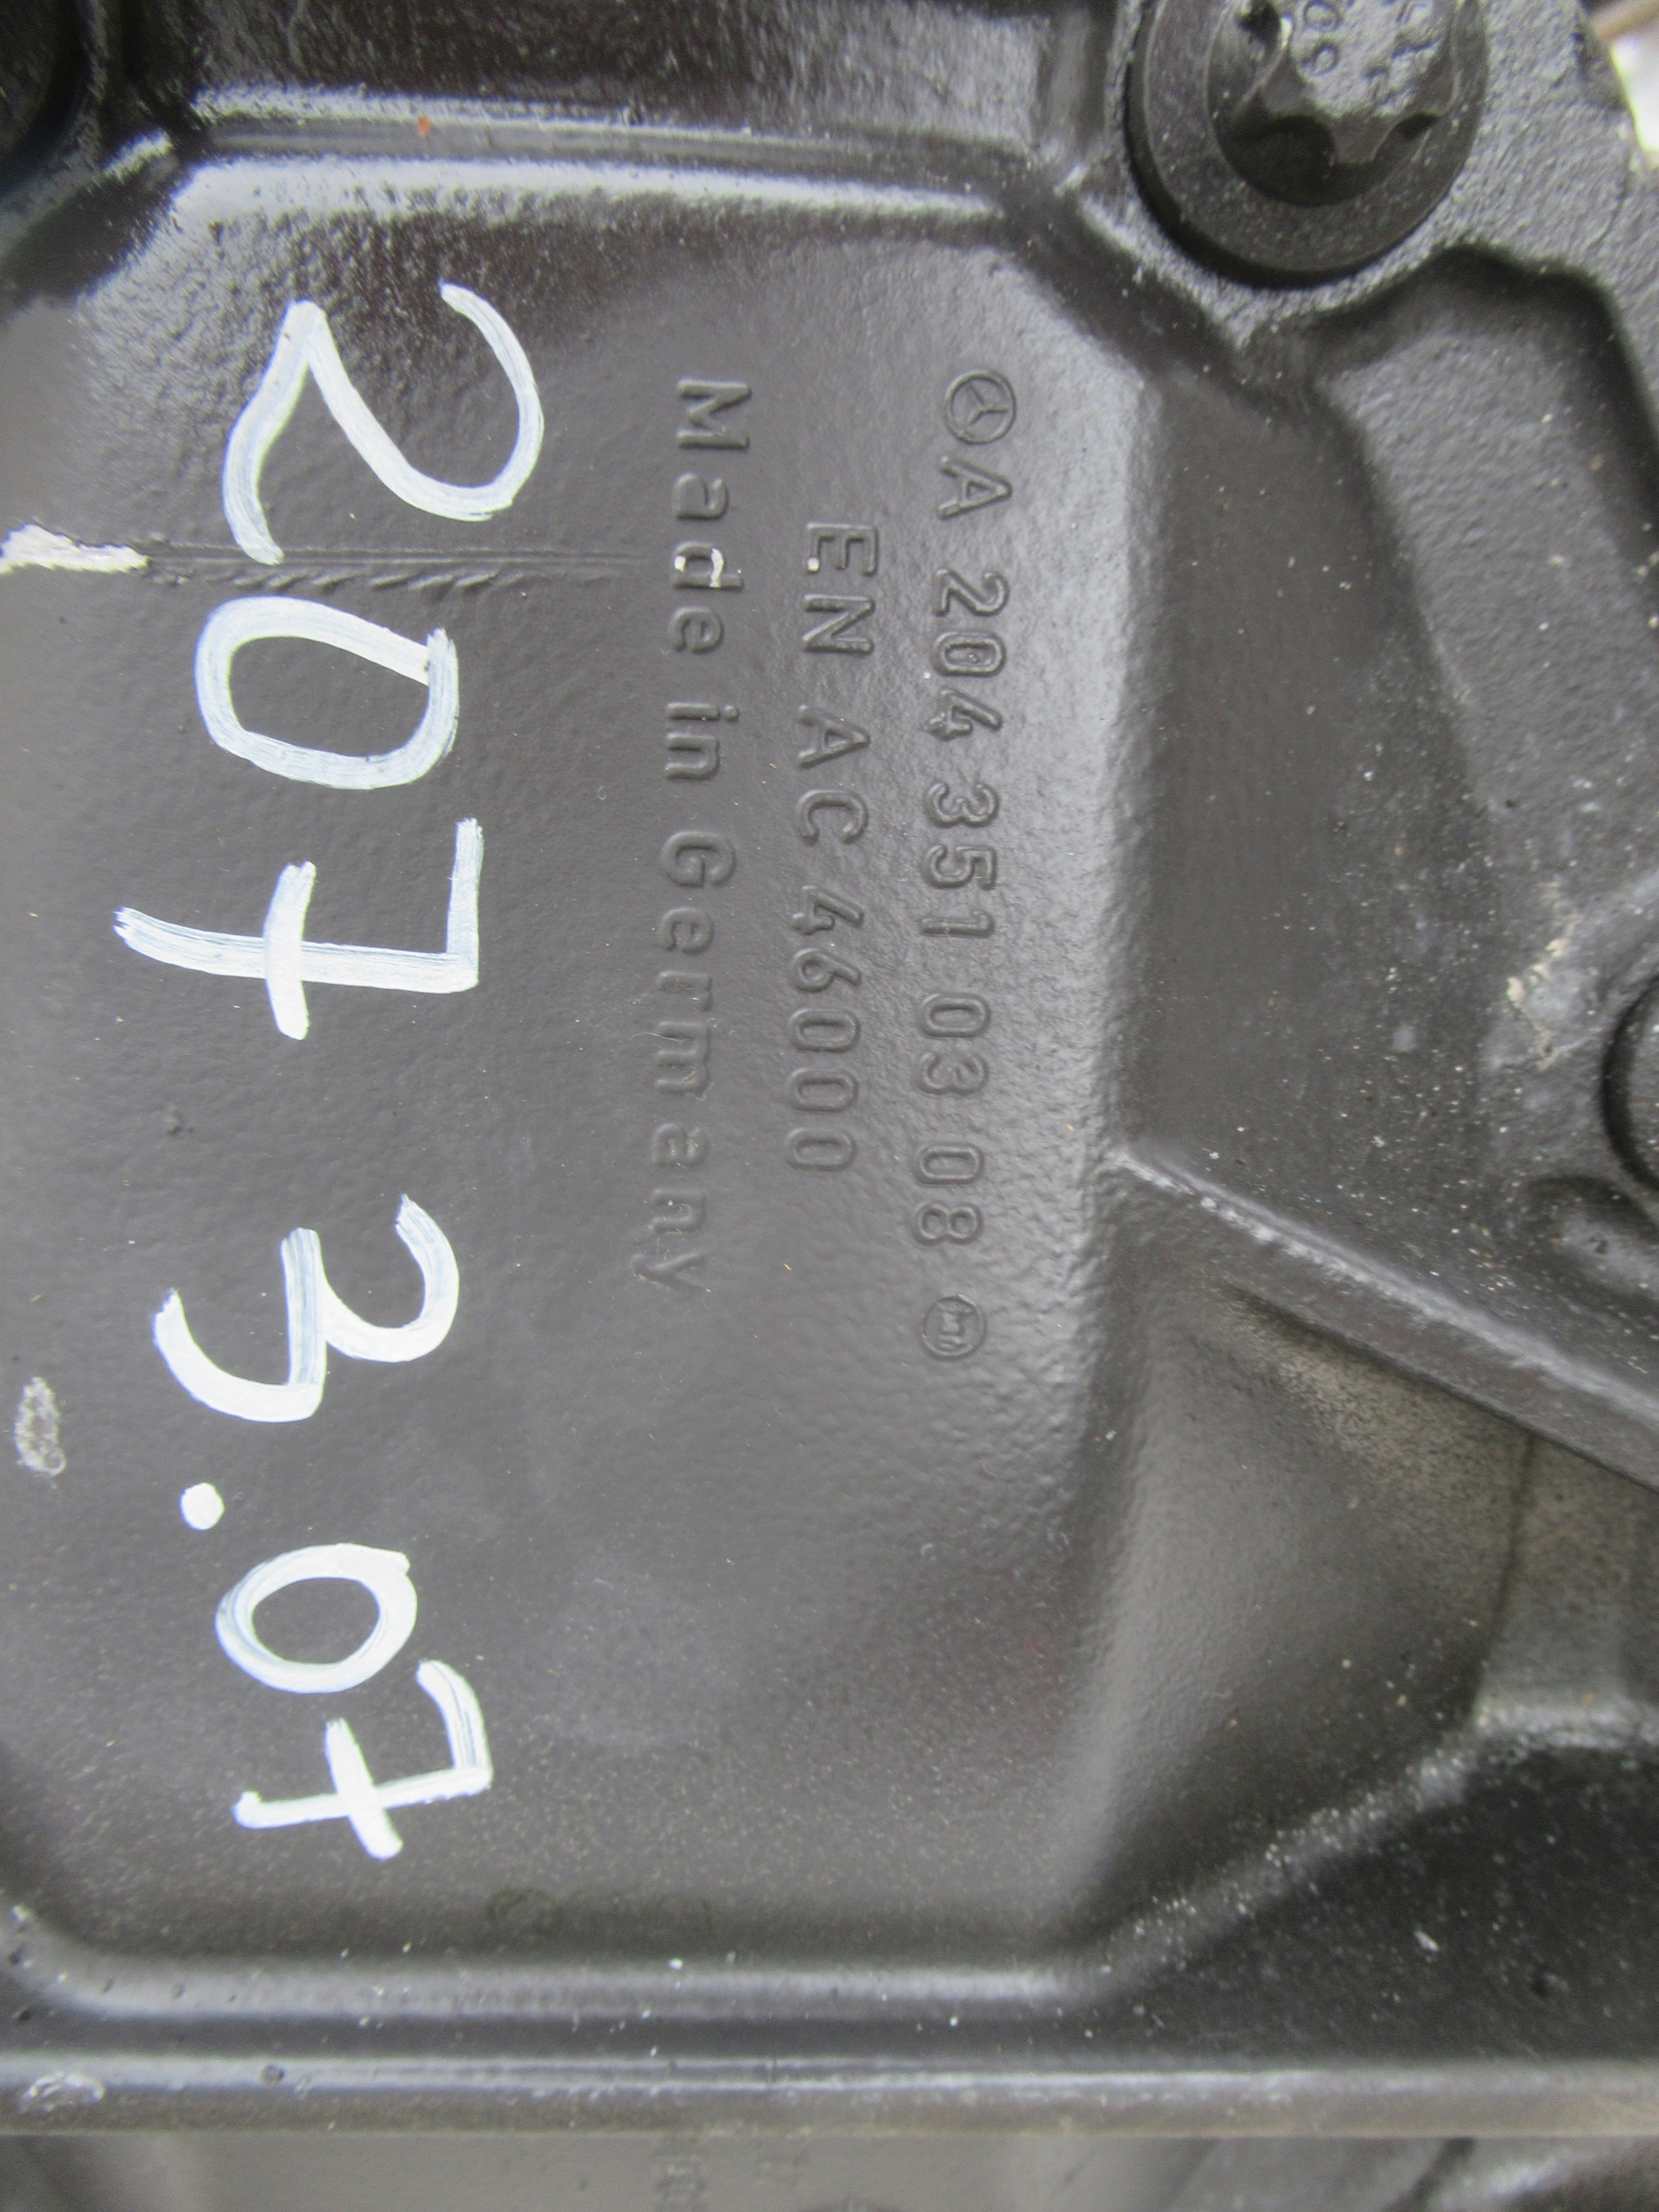 A 204 351 03 08
EN AC 46000
Made in Germany
207 3.07